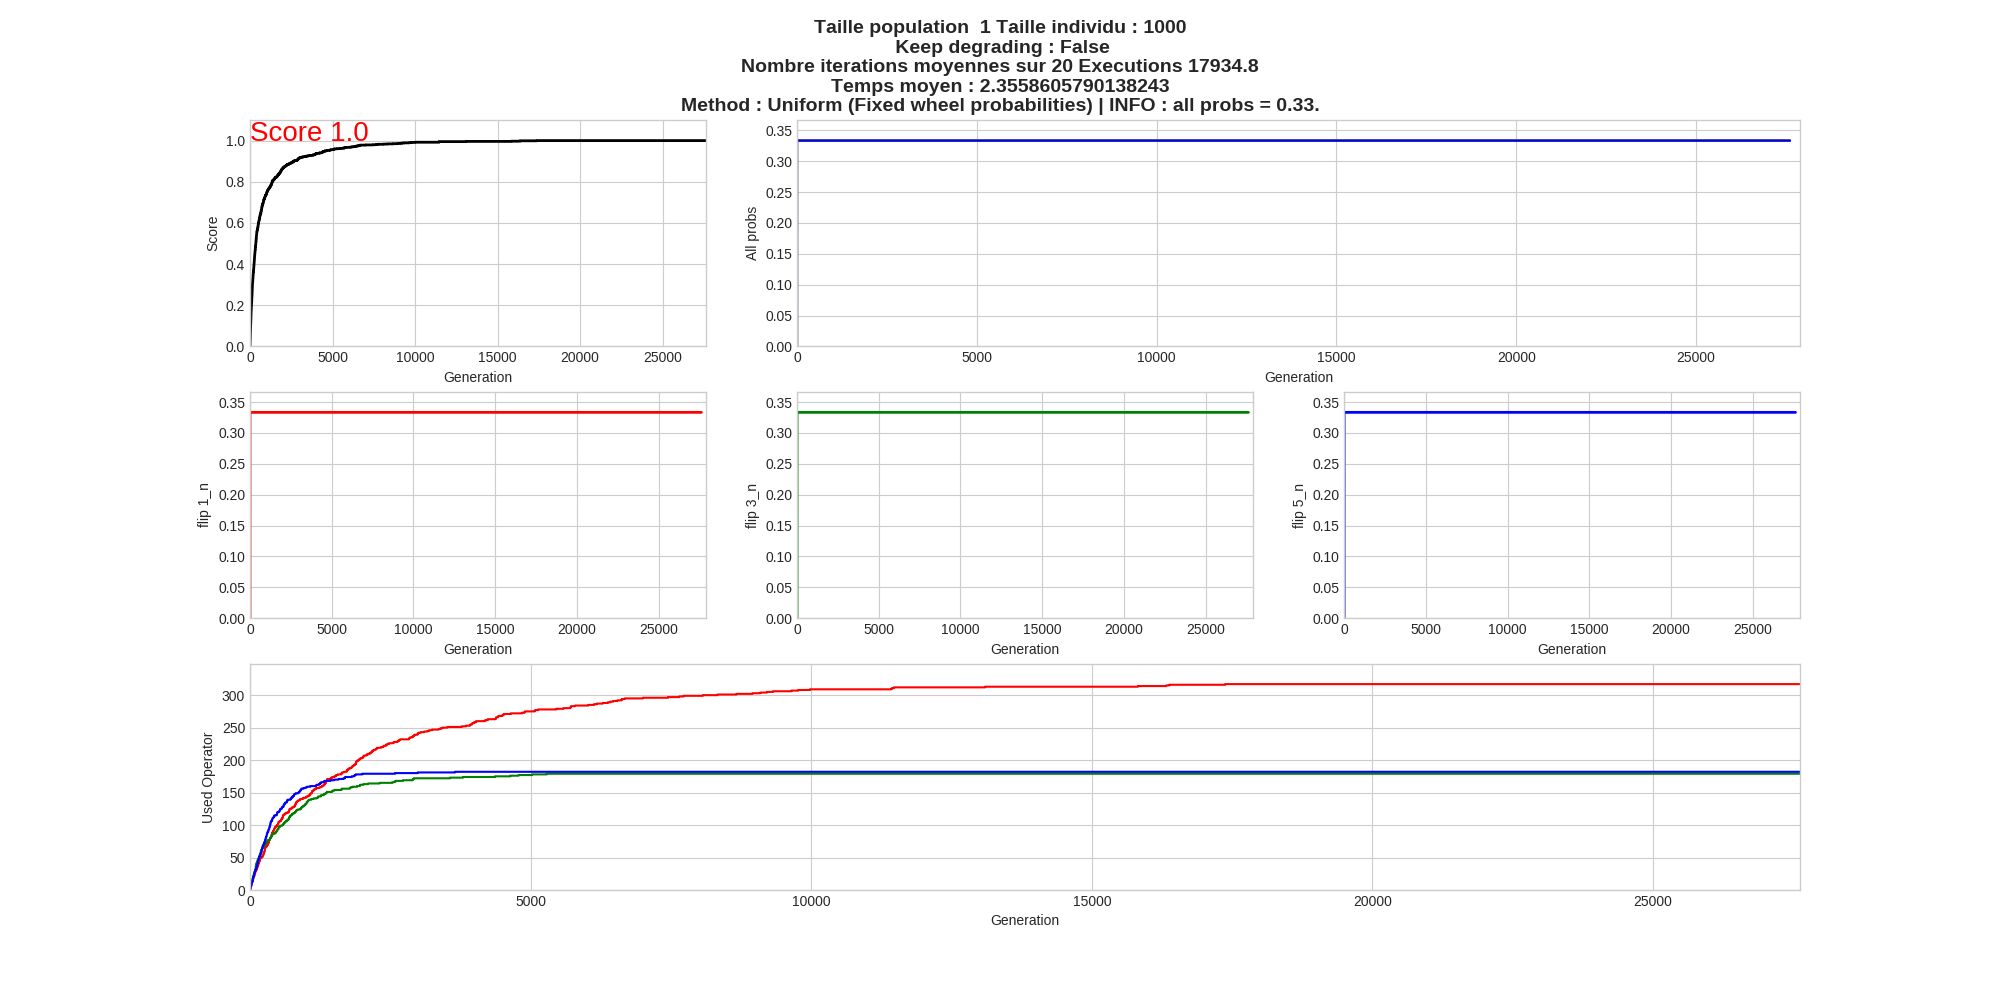 Taille population  1 Taille individu : 1000
Keep degrading : False
Nombre iterations moyennes sur 20 Executions 17934.8
Temps moyen : 2.3558605790138243
Method : Uniform (Fixed wheel probabilities) | INFO : all probs = 0.33.
Score 1.0
1.0
0.8
0.6
0.4
0.2
0.0
Score
0 5000 10000 15000 20000 25000
Generation
0.35
0.30
0.25
0.20
0.15
0.10
0.05
0.00
All probs
0 5000 10000 15000 20000 25000
Generation
0.35
0.30
0.25
0.20
0.15
0.10
0.05
0.00
flip 1_n
0 5000 10000 15000 20000 25000
Generation
0.35
0.30
0.25
0.20
0.15
0.10
0.05
0.00
flip 3_n
0 5000 10000 15000 20000 25000
Generation
0.35
0.30
0.25
0.20
0.15
0.10
0.05
0.00
flip 5_n
0 5000 10000 15000 20000 25000
Generation
300
250
200
150
100
50
0
Used Operator
0 5000 10000 15000 20000 25000
Generation